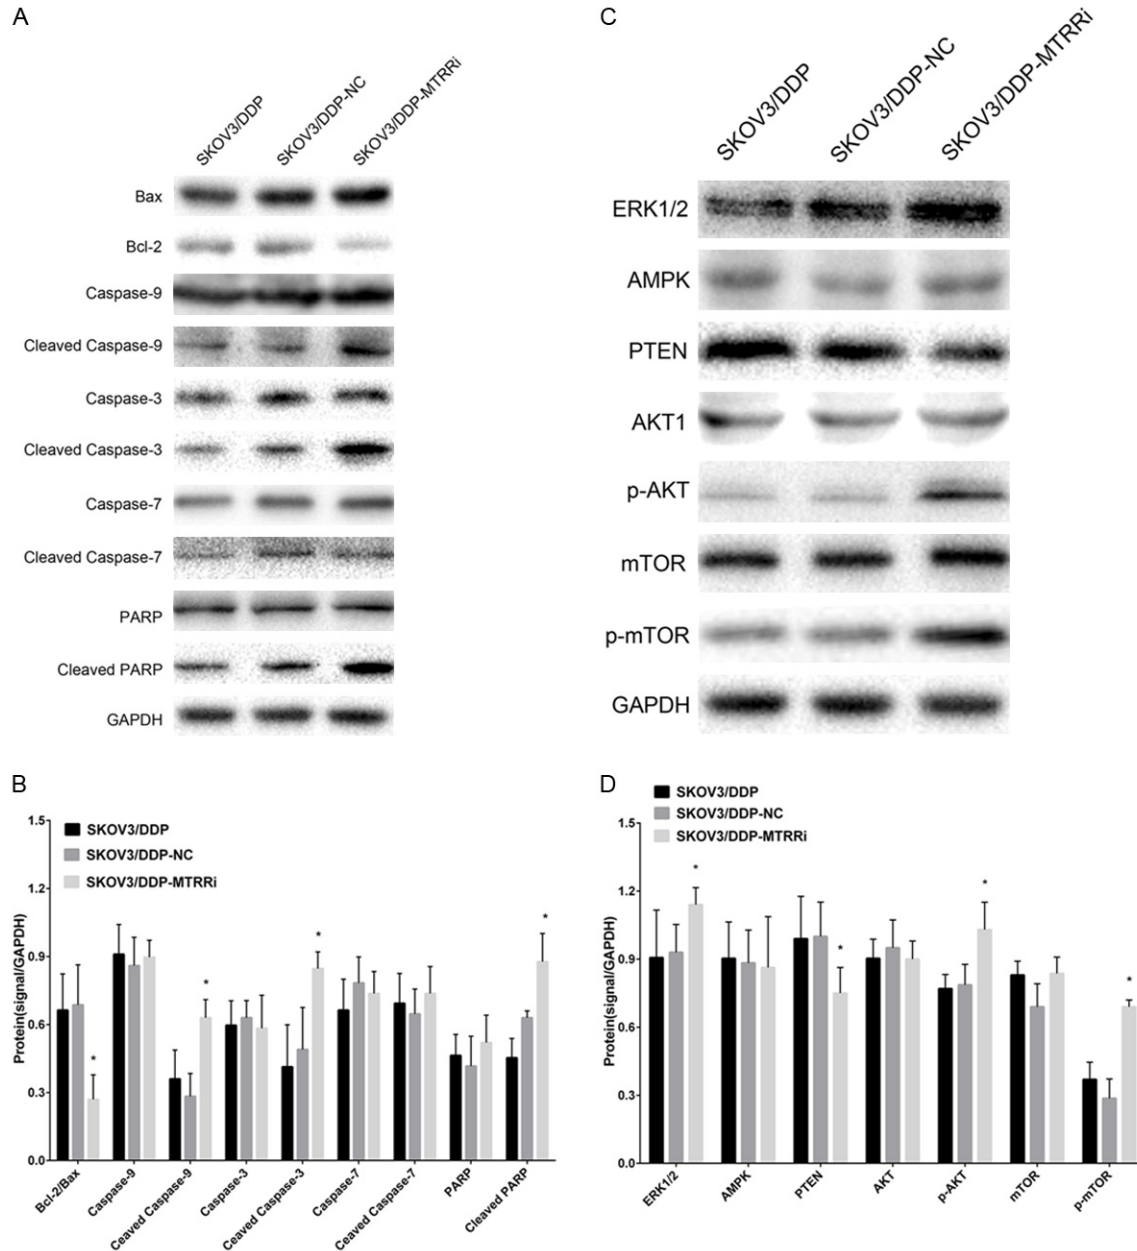 A
SKOV3/DDP
SKOV3/DDP-NC
SKOV3/DDP-MTRRi
Bax
Bcl-2
Caspase-9
Cleaved Caspase-9
Caspase-3
Cleaved Caspase-3
Caspase-7
Cleaved Caspase-7
PARP
Cleaved PARP
GAPDH
C
SKOV3/DDP
SKOV3/DDP-NC
SKOV3/DDP-MTRRi
ERK1/2
AMPK
PTEN
AKT1
p-AKT
mTOR
p-mTOR
GAPDH
B
SKOV3/DDP
SKOV3/DDP-NC
SKOV3/DDP-MTRRi
Protein(signal/GAPDH)
1.5
1.2
0.9
0.6
0.3
0.0
*
*
*
*
Bcl-2/Bax
Caspase-9
Ceaved Caspase-9
Caspase-3
Ceaved Caspase-3
Caspase-7
Ceaved Caspase-7
PARP
Cleaved PARP
D
SKOV3/DDP
SKOV3/DDP-NC
SKOV3/DDP-MTRRi
Protein(signal/GAPDH)
1.5
1.2
0.9
0.6
0.3
0.0
*
*
*
*
ERK1/2
AMPK
PTEN
AKT
p-AKT
mTOR
p-mTOR